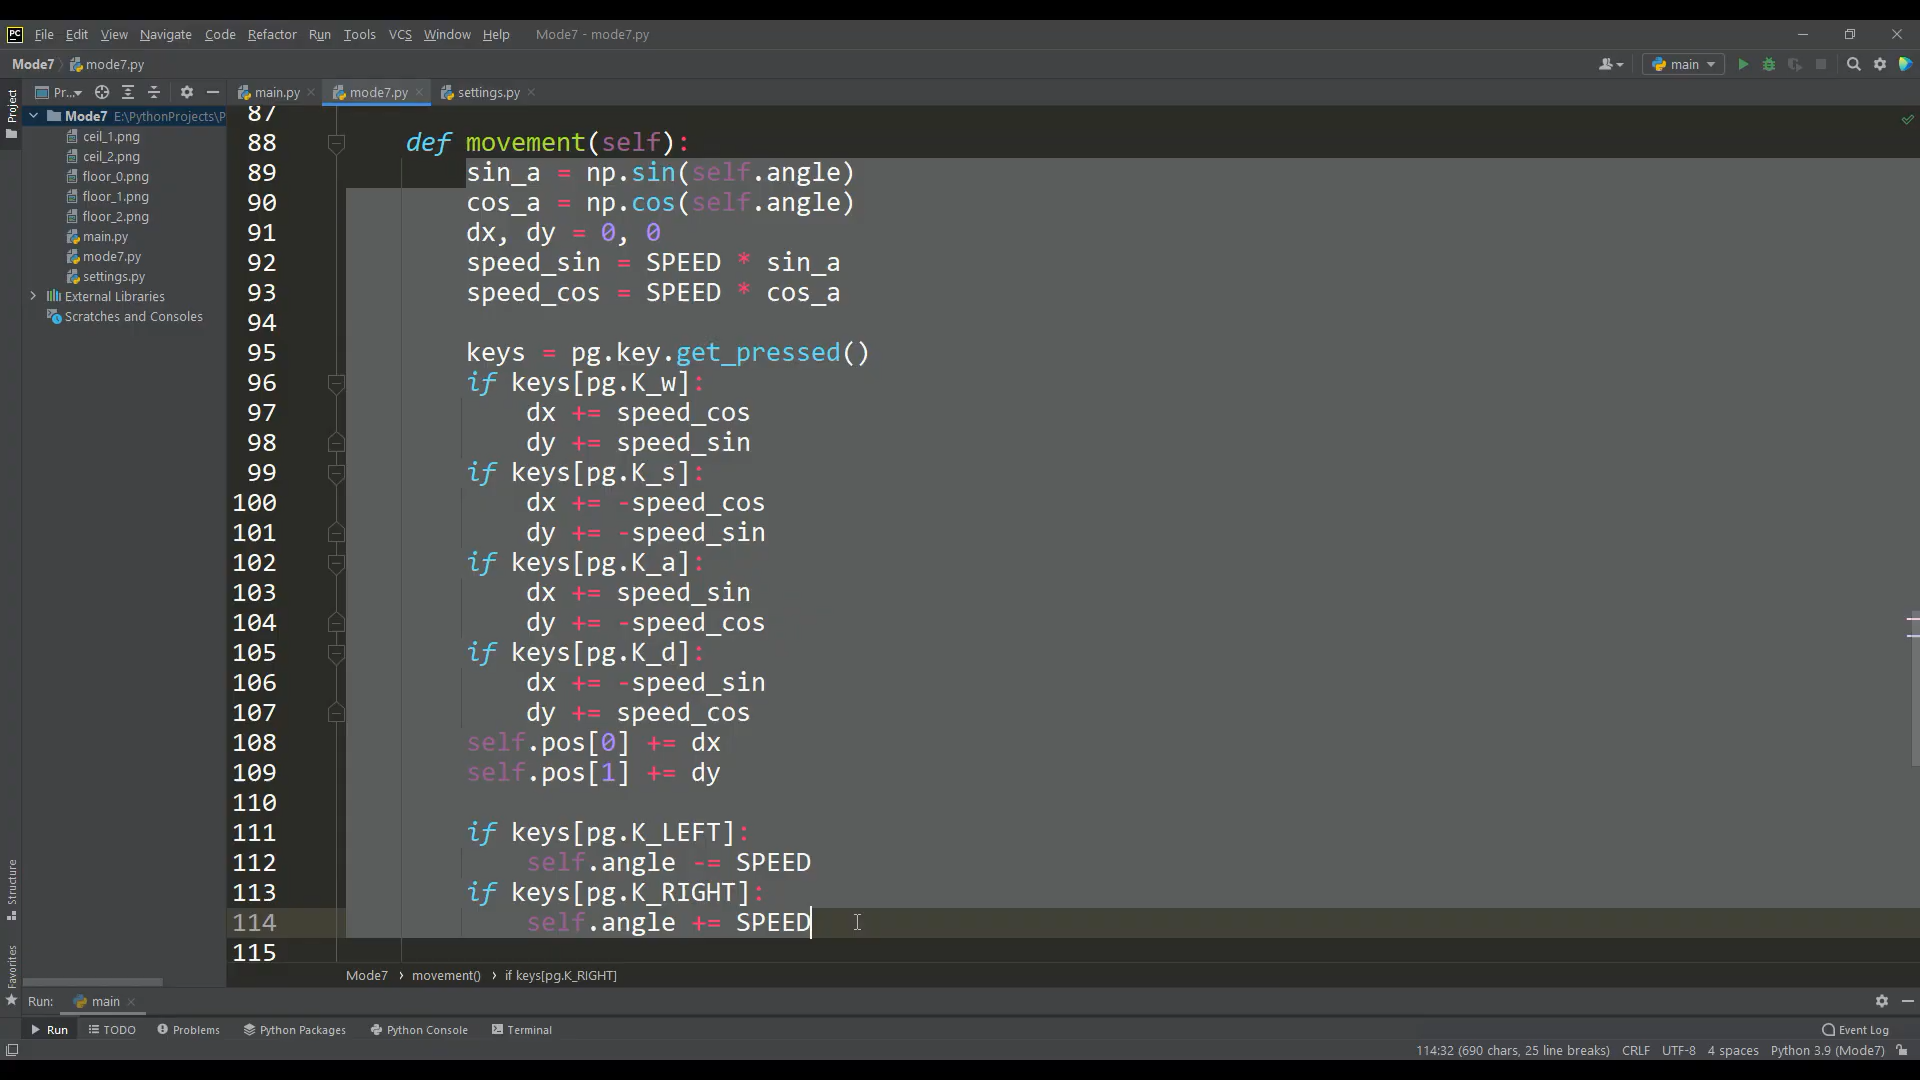 PC File Edit View Navigate Code Refactor Run Tools VCS Window Help Mode7 - mode7.py
Mode7 mode7.py main
Project Pr... main.py mode7.py settings.py
Mode7 E:\PythonProjects\P
ceil_1.png
ceil_2.png
floor_0.png
floor_1.png
floor_2.png
main.py
mode7.py
settings.py
External Libraries
Scratches and Consoles
87
88 def movement(self):
89 sin_a = np.sin(self.angle)
90 cos_a = np.cos(self.angle)
91 dx, dy = 0, 0
92 speed_sin = SPEED * sin_a
93 speed_cos = SPEED * cos_a
94
95 keys = pg.key.get_pressed()
96 if keys[pg.K_w]:
97 dx += speed_cos
98 dy += speed_sin
99 if keys[pg.K_s]:
100 dx += -speed_cos
101 dy += -speed_sin
102 if keys[pg.K_a]:
103 dx += speed_sin
104 dy += -speed_cos
105 if keys[pg.K_d]:
106 dx += -speed_sin
107 dy += speed_cos
108 self.pos[0] += dx
109 self.pos[1] += dy
110
111 if keys[pg.K_LEFT]:
112 self.angle -= SPEED
113 if keys[pg.K_RIGHT]:
114 self.angle += SPEED
115
Structure
Favorites
Mode7 movement() if keys[pg.K_RIGHT]
Run: main
Run TODO Problems Python Packages Python Console Terminal Event Log
114:32 (690 chars, 25 line breaks) CRLF UTF-8 4 spaces Python 3.9 (Mode7)